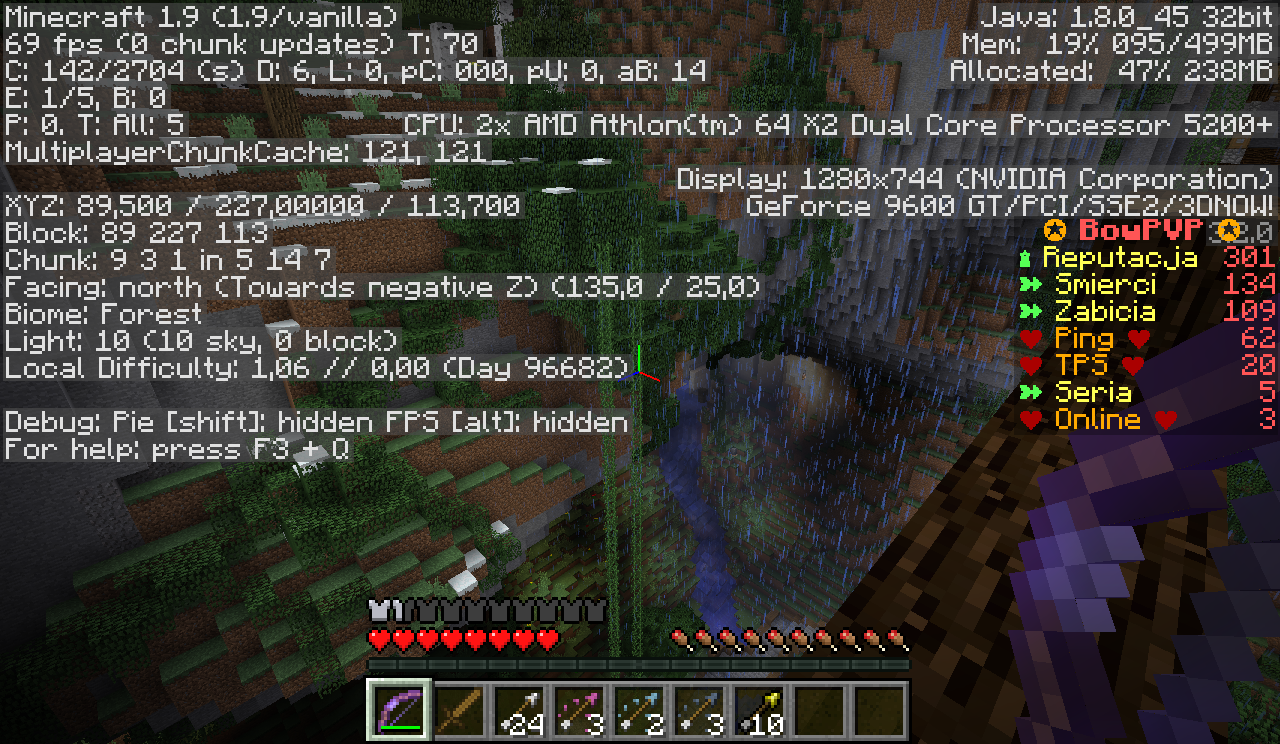 Minecraft 1.9 (1.9/vanilla)
69 fps (0 chunk updates) T: 70
C: 142/2704 (s) D: 6, L: 0, pC: 000, pU: 0, aB: 14
E: 1/5, B: 0
P: 0. T: All: 5
MultiplayerChunkCache: 121, 121
XYZ: 89,500 / 227,00000 / 113,700
Block: 89 227 113
Chunk: 9 3 1 in 5 14 7
Facing: north (Towards negative Z) (135,0 / 25,0)
Biome: Forest
Light: 10 (10 sky, 0 block)
Local Difficulty: 1,06 // 0,00 (Day 96682)
Debug: Pie [shift]: hidden FPS [alt]: hidden
For help: press F3 + Q
Java: 1.8.0_45 32bit
Mem: 19% 095/499MB
Allocated: 47% 238MB
CPU: 2x AMD Athlon(tm) 64 X2 Dual Core Processor 5200+
Display: 1280x744 (NVIDIA Corporation)
GeForce 9600 GT/PCI/SSE2/3DNOW!
BowPVP
Reputacja 301
Śmierci 134
Zabicia 109
Ping 62
TPS 20
Seria 5
Online 3
24 3 2 3 10